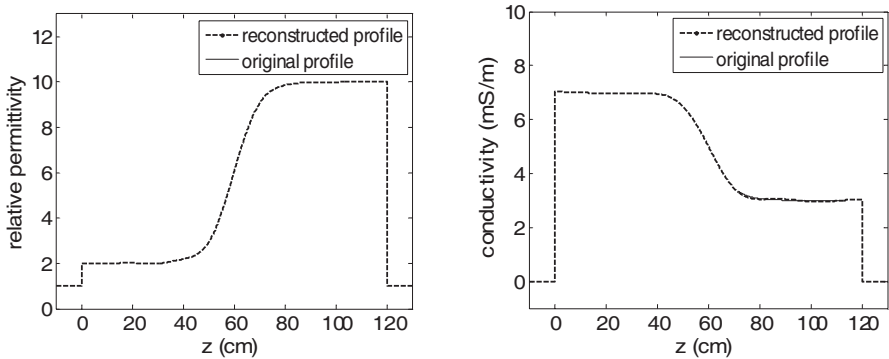 12
10
8
6
4
2
0
relative permittivity
reconstructed profile
original profile
0 20 40 60 80 100 120
z (cm)
10
8
6
4
2
0
conductivity (mS/m)
reconstructed profile
original profile
0 20 40 60 80 100 120
z (cm)